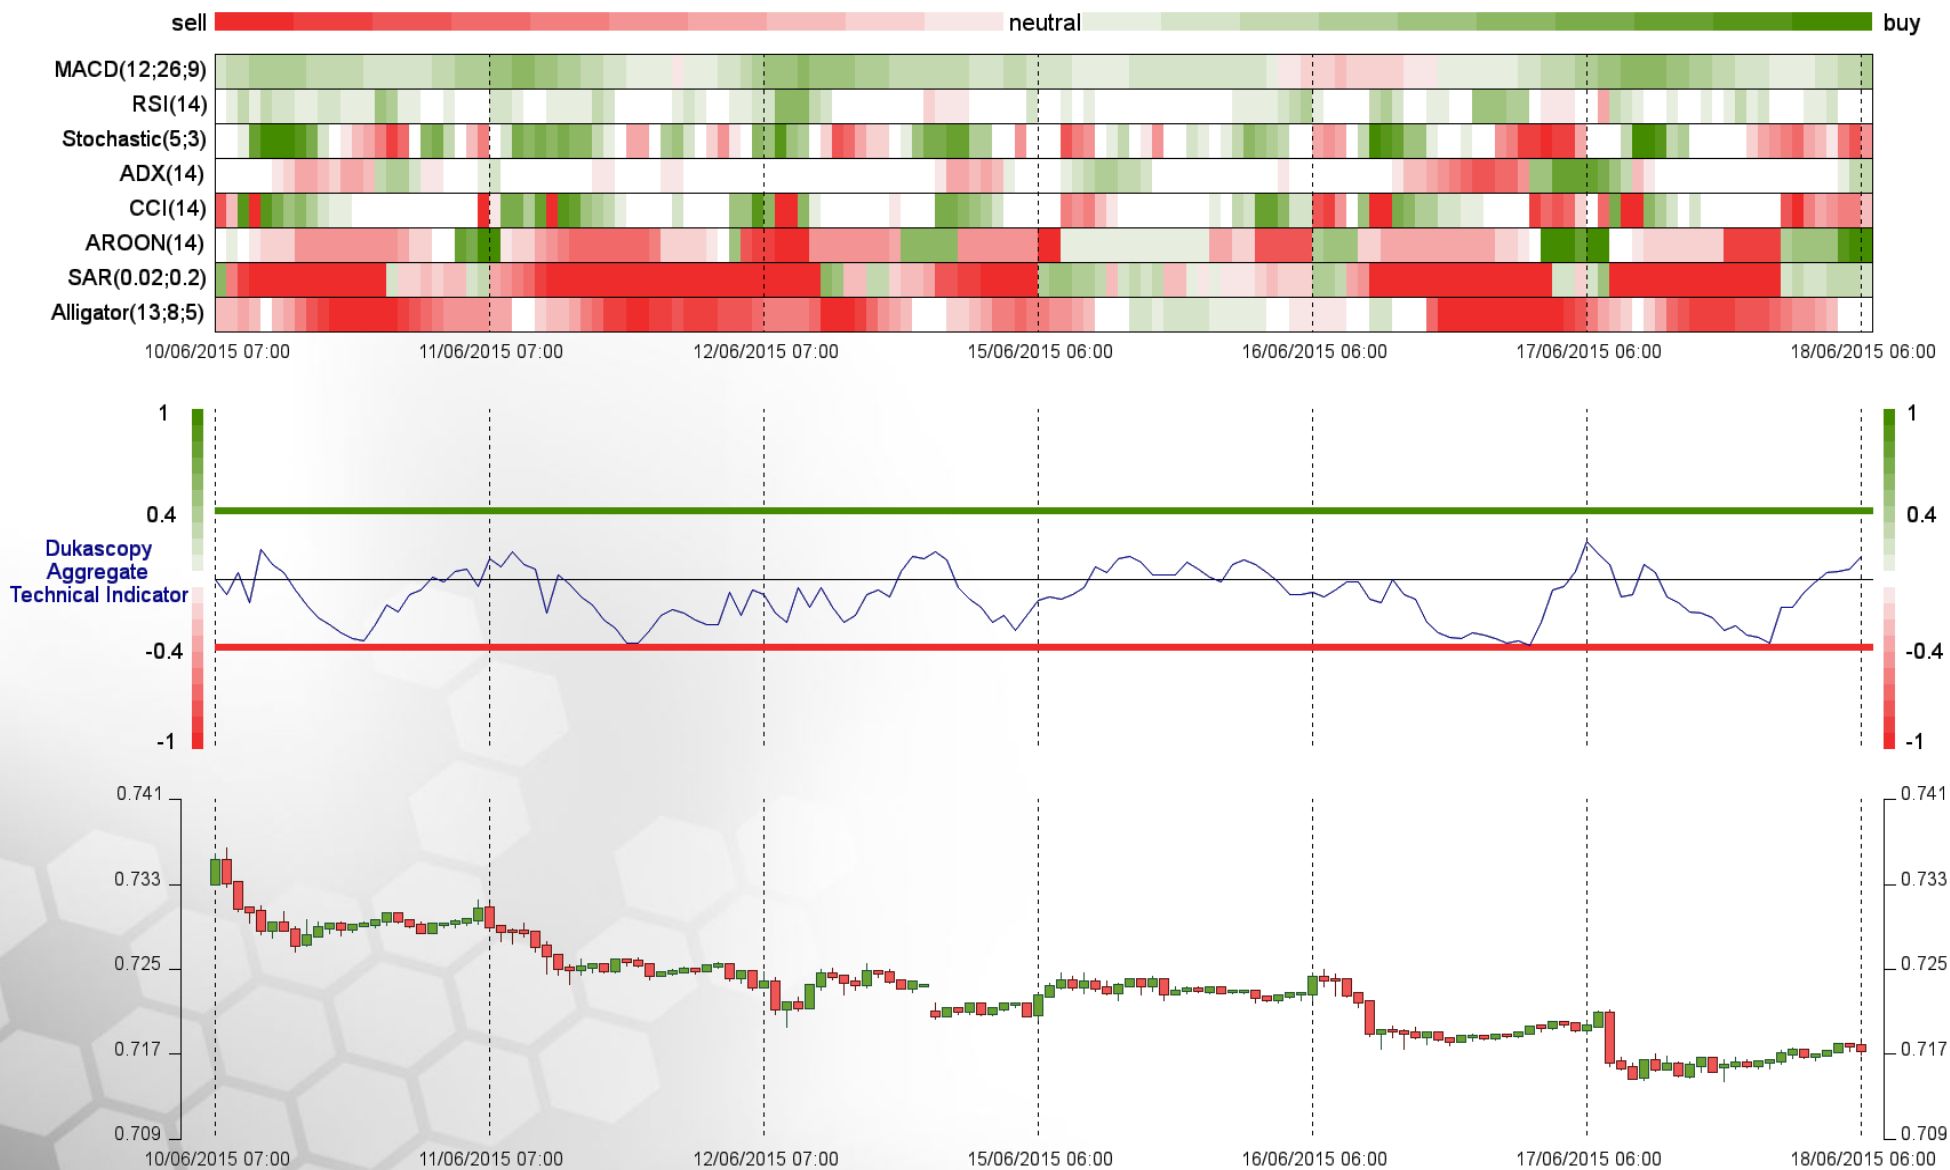 sell neutral buy
MACD(12;26;9)
RSI(14)
Stochastic(5;3)
ADX(14)
CCI(14)
AROON(14)
SAR(0.02;0.2)
Alligator(13;8;5)
10/06/2015 07:00 11/06/2015 07:00 12/06/2015 07:00 15/06/2015 06:00 16/06/2015 06:00 17/06/2015 06:00 18/06/2015 06:00
1 1
0.4 0.4
Dukascopy
Aggregate
Technical Indicator
-0.4 -0.4
-1 -1
0.741 0.741
0.733 0.733
0.725 0.725
0.717 0.717
0.709 0.709
10/06/2015 07:00 11/06/2015 07:00 12/06/2015 07:00 15/06/2015 06:00 16/06/2015 06:00 17/06/2015 06:00 18/06/2015 06:00